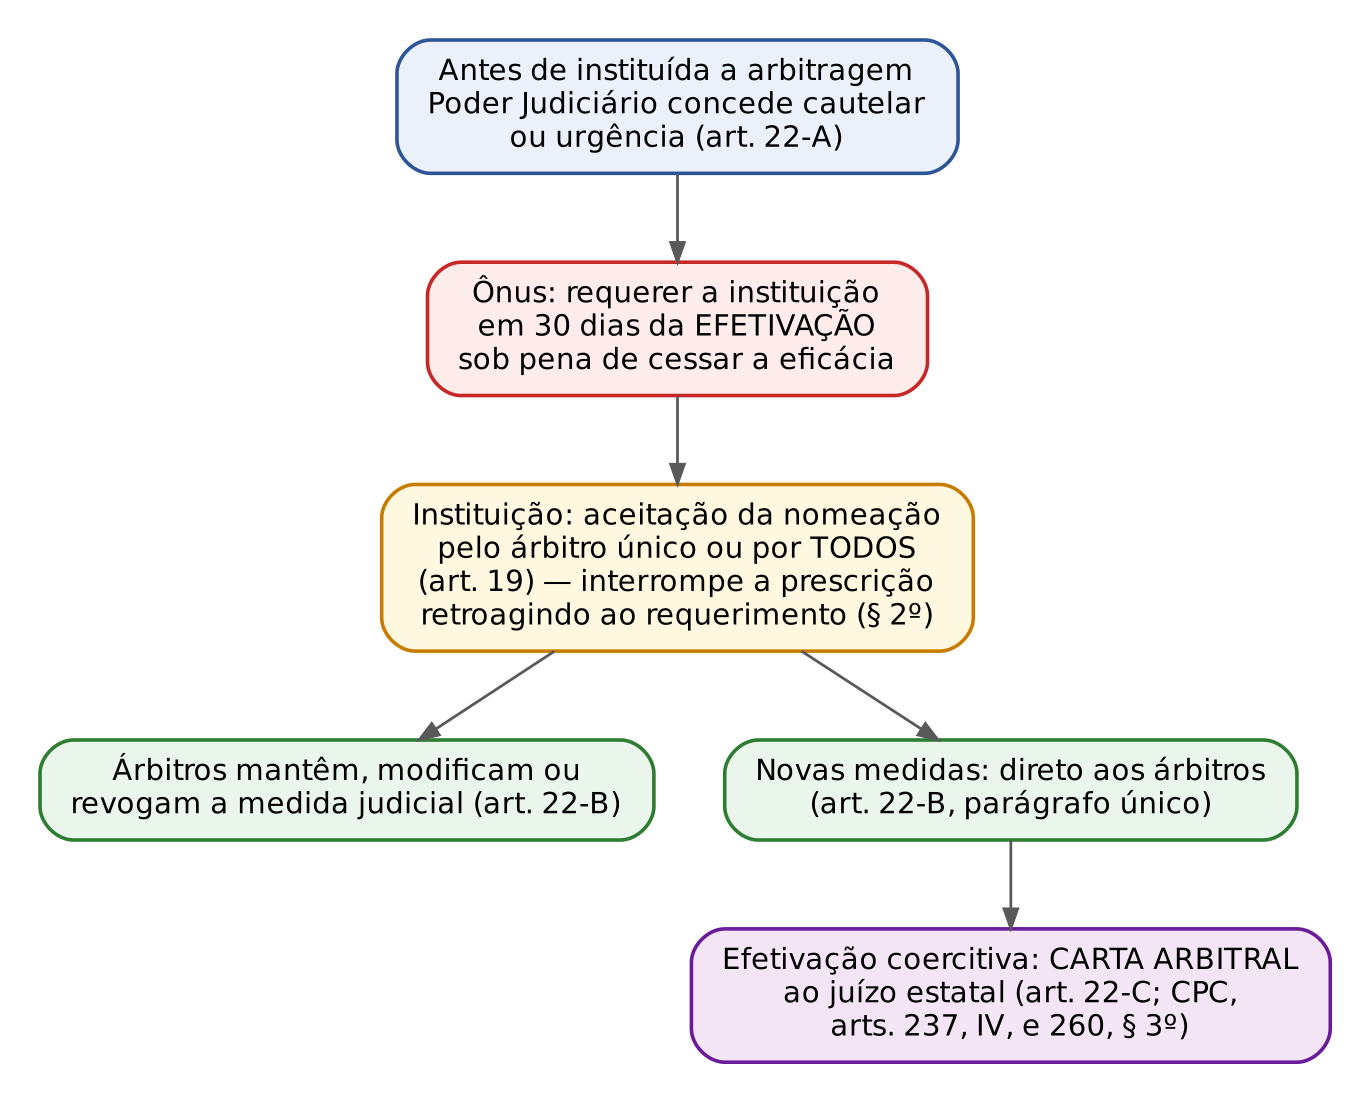 Antes de instituída a arbitragem
Poder Judiciário concede cautelar
ou urgência (art. 22-A)
Ônus: requerer a instituição
em 30 dias da EFETIVAÇÃO
sob pena de cessar a eficácia
Instituição: aceitação da nomeação
pelo árbitro único ou por TODOS
(art. 19) — interrompe a prescrição
retroagindo ao requerimento (§ 2º)
Árbitros mantêm, modificam ou
revogam a medida judicial (art. 22-B)
Novas medidas: direto aos árbitros
(art. 22-B, parágrafo único)
Efetivação coercitiva: CARTA ARBITRAL
ao juízo estatal (art. 22-C; CPC,
arts. 237, IV, e 260, § 3º)